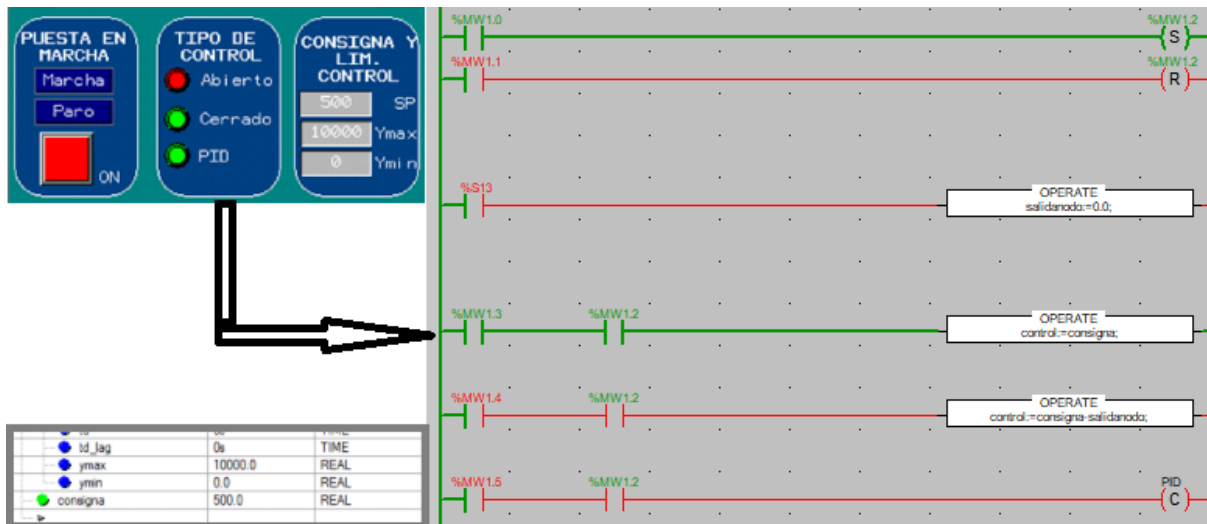 PUESTA EN
MARCHA
Marcha
Paro
ON
TIPO DE
CONTROL
Abierto
Cerrado
PID
CONSIGNA Y
LIM.
CONTROL
500 SP
10000 Ymax
0 Ymin
%MW1.0 %MW1.2
S
%MW1.1 %MW1.2
R
%S13
OPERATE
salidanodo:=0.0;
%MW1.3 %MW1.2
OPERATE
control:=consigna;
%MW1.4 %MW1.2
OPERATE
control:=consigna-salidanodo;
%MW1.5 %MW1.2 PID
C
td_lag 0s TIME
ymax 10000.0 REAL
ymin 0.0 REAL
consigna 500.0 REAL